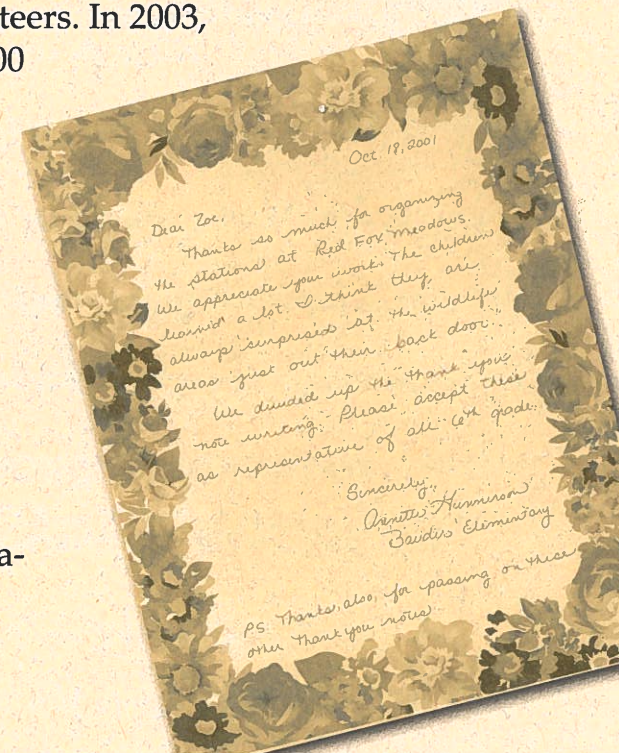 teers. In 2003,
00
a-
Oct 18, 2001
Dear Zoe,
Thanks so much for organizing
the stations at Red Fox Meadows.
We appreciate your work. The children
learned a lot & I think they are
always surprised at the wildlife
areas just out their back door.
We divided up the thank you
note writing. Please accept these
as representative of all 6th grade.
Sincerely,
Annette
Bauder Elementary
PS. Thanks, also, for passing on these
other thank you notes.